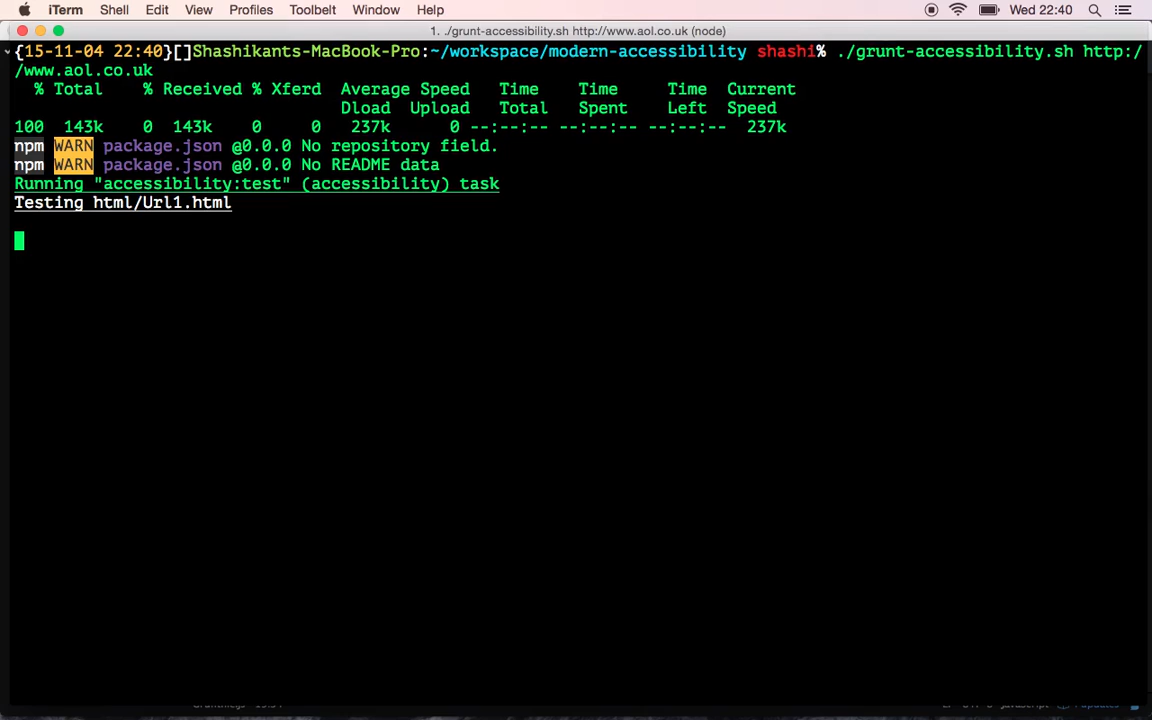 iTerm Shell Edit View Profiles Toolbelt Window Help Wed 22:40
1. ./grunt-accessibility.sh http://www.aol.co.uk (node)
{15-11-04 22:40}[]Shashikants-MacBook-Pro:~/workspace/modern-accessibility shashi% ./grunt-accessibility.sh http:/
/www.aol.co.uk
% Total % Received % Xferd Average Speed Time Time Time Current
Dload Upload Total Spent Left Speed
100 143k 0 143k 0 0 237k 0 --:--:-- --:--:-- --:--:-- 237k
npm WARN package.json @0.0.0 No repository field.
npm WARN package.json @0.0.0 No README data
Running "accessibility:test" (accessibility) task
Testing html/Url1.html